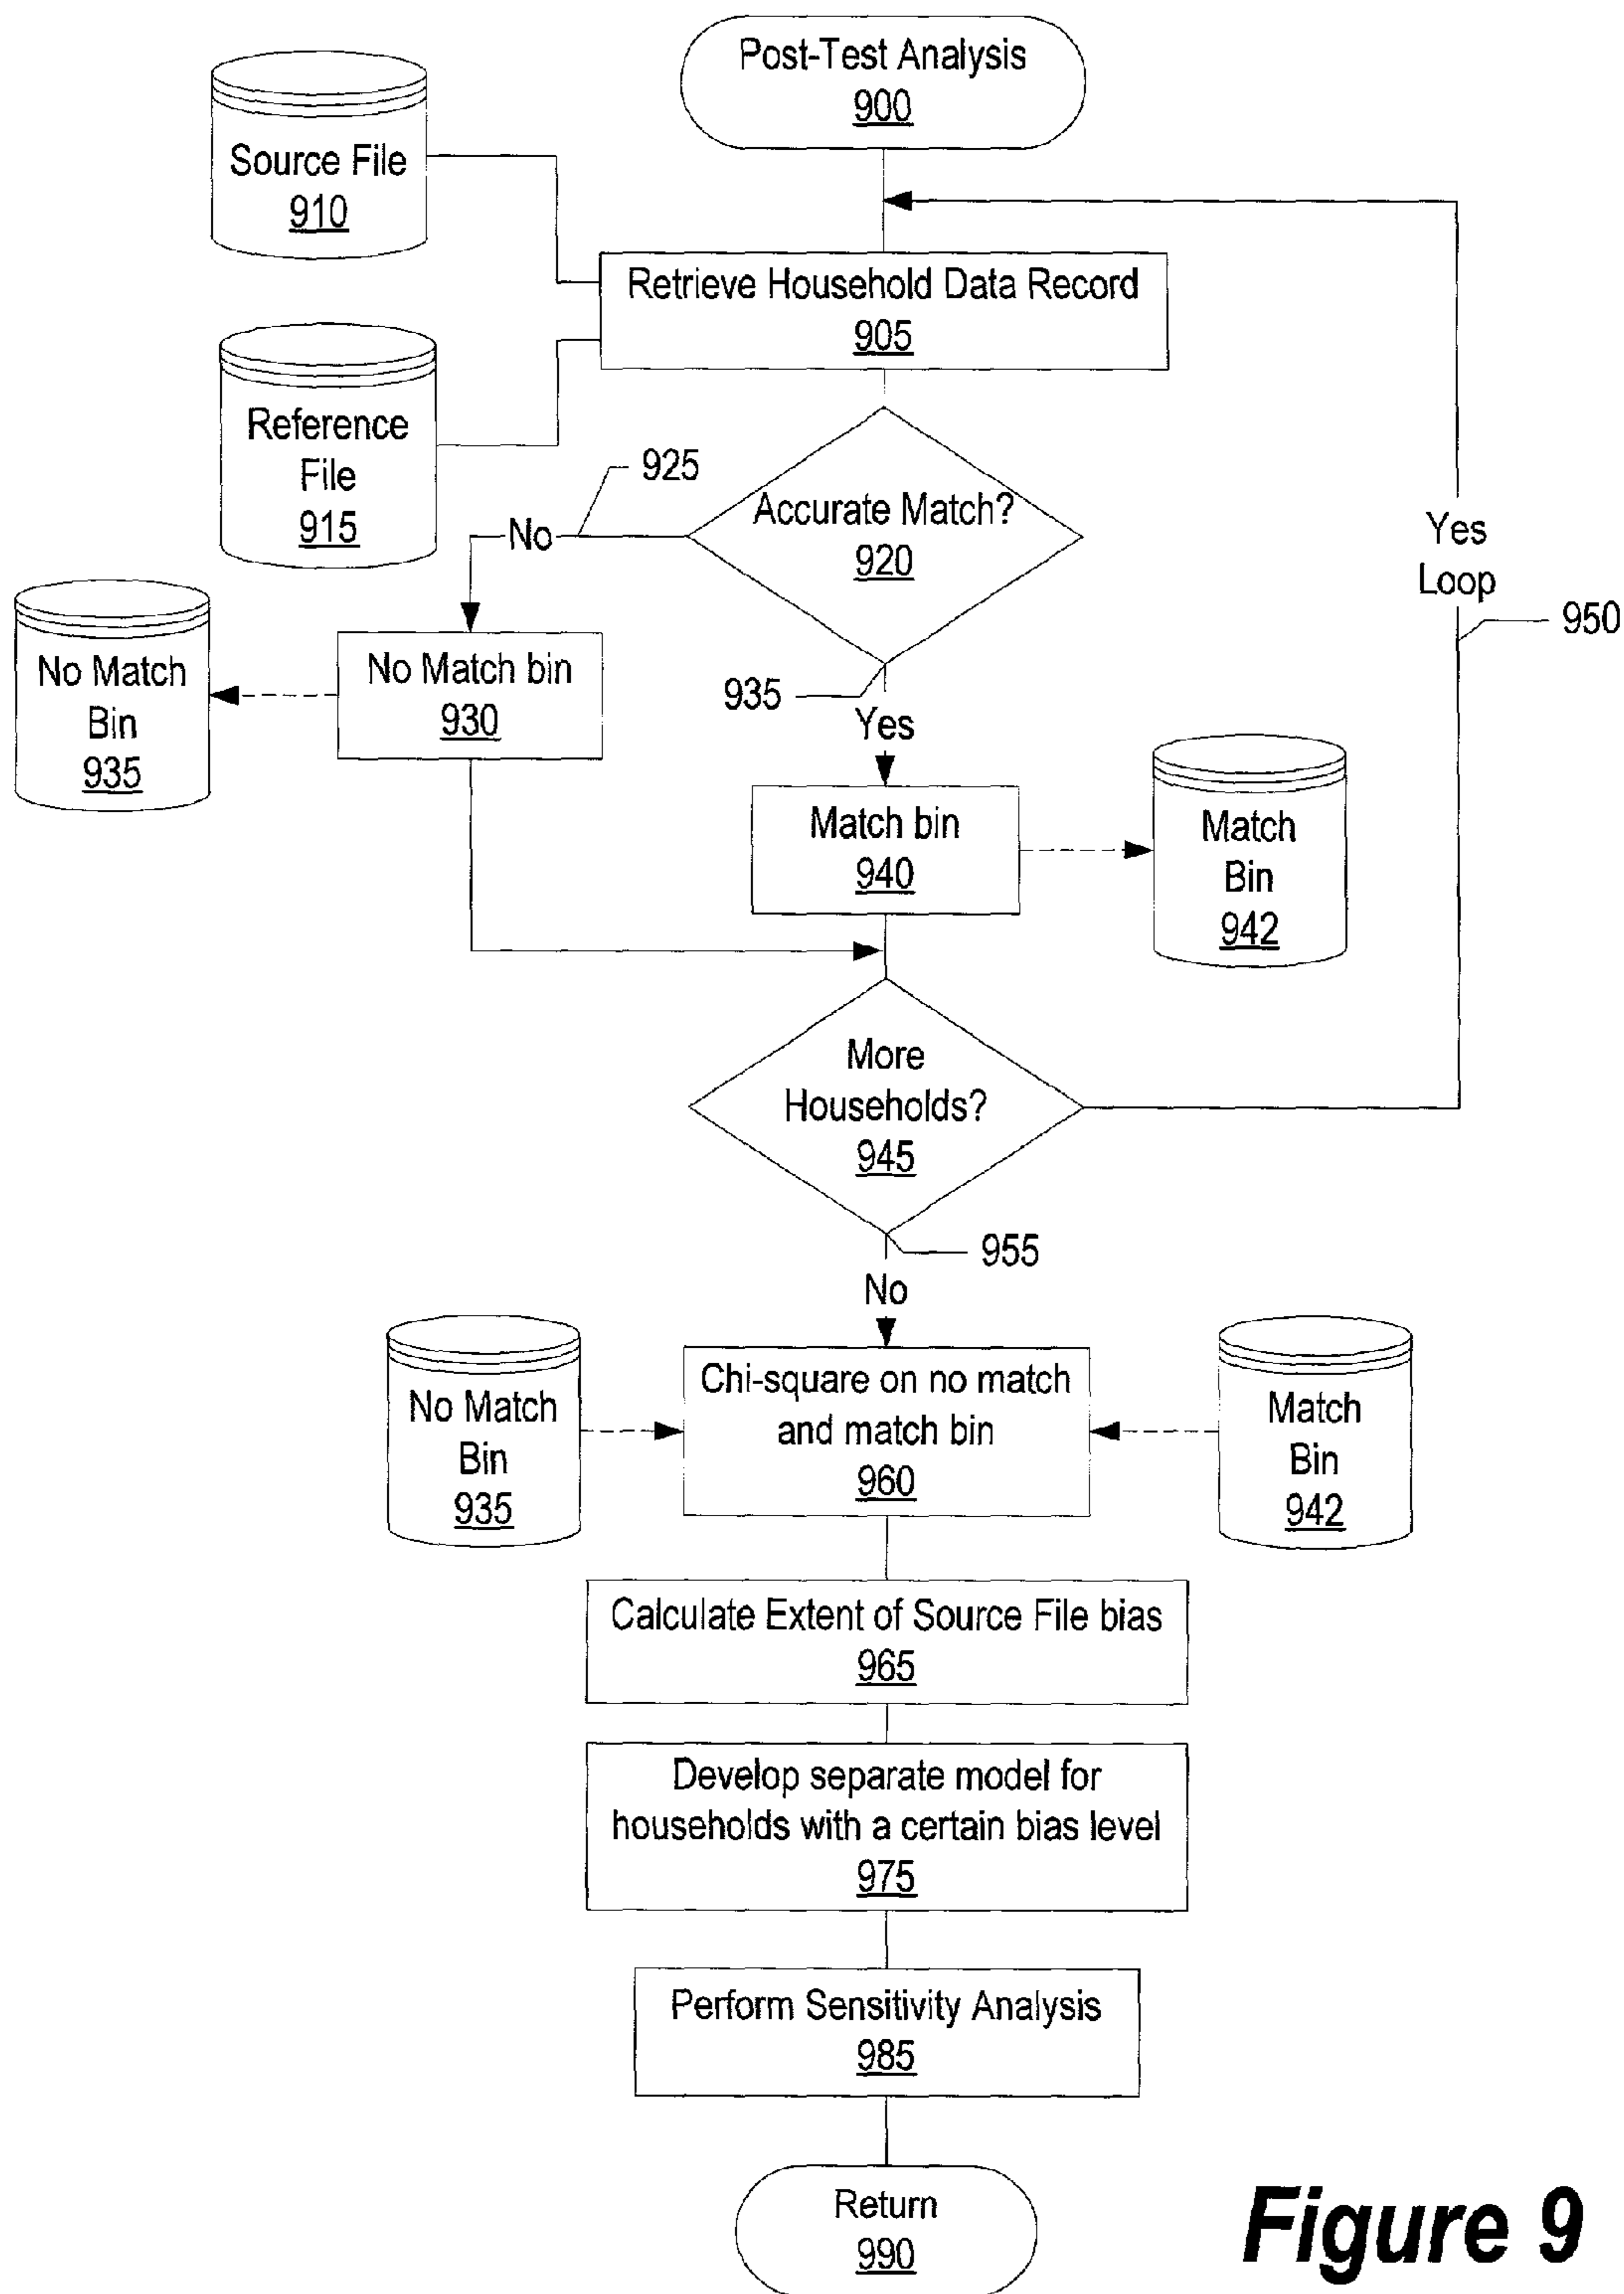 Post-Test Analysis
900
Source File
910
Retrieve Household Data Record
905
Reference
File
915
925
Accurate Match?
920
No
Yes
Loop
950
No Match
Bin
935
No Match bin
930
935
Yes
Match bin
940
Match
Bin
942
More
Households?
945
955
No
No Match
Bin
935
Chi-square on no match
and match bin
960
Match
Bin
942
Calculate Extent of Source File bias
965
Develop separate model for
households with a certain bias level
975
Perform Sensitivity Analysis
985
Return
990
Figure 9